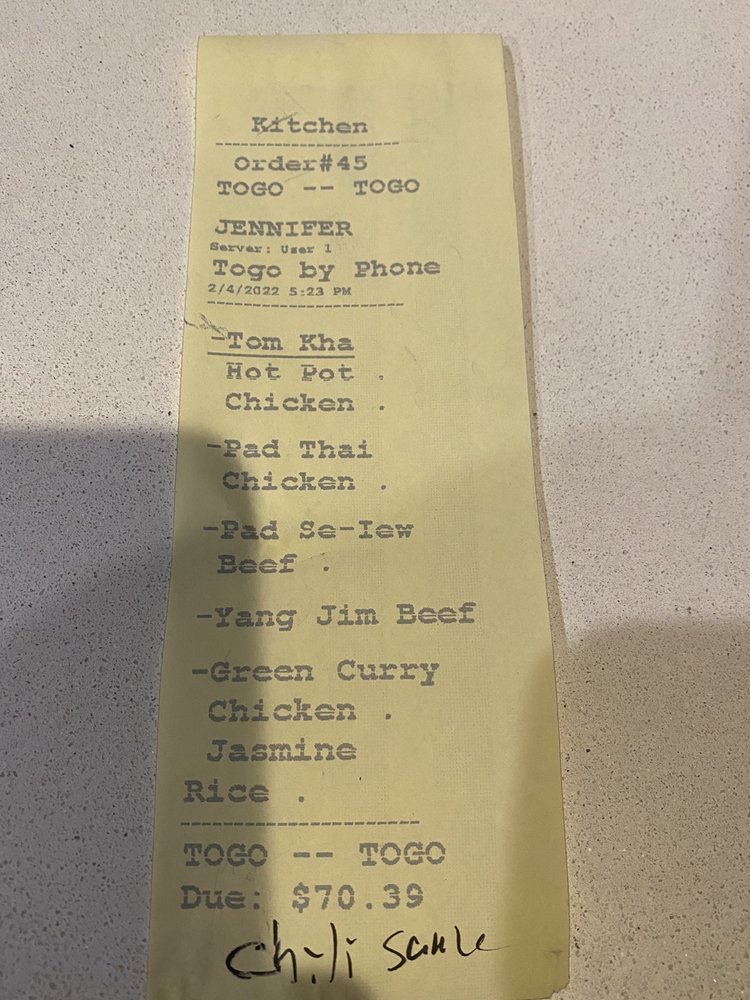 Kitchen
Order#45
TOGO -- TOGO
JENNIFER
Server: User 1
Togo by Phone
2/4/2022 5:23 PM
-Tom Kha
Hot Pot .
Chicken .
-Pad Thai
Chicken .
-Pad Se-Iew
Beef .
-Yang Jim Beef
-Green Curry
Chicken .
Jasmine
Rice .
TOGO -- TOGO
Due: $70.39
Chili sauce